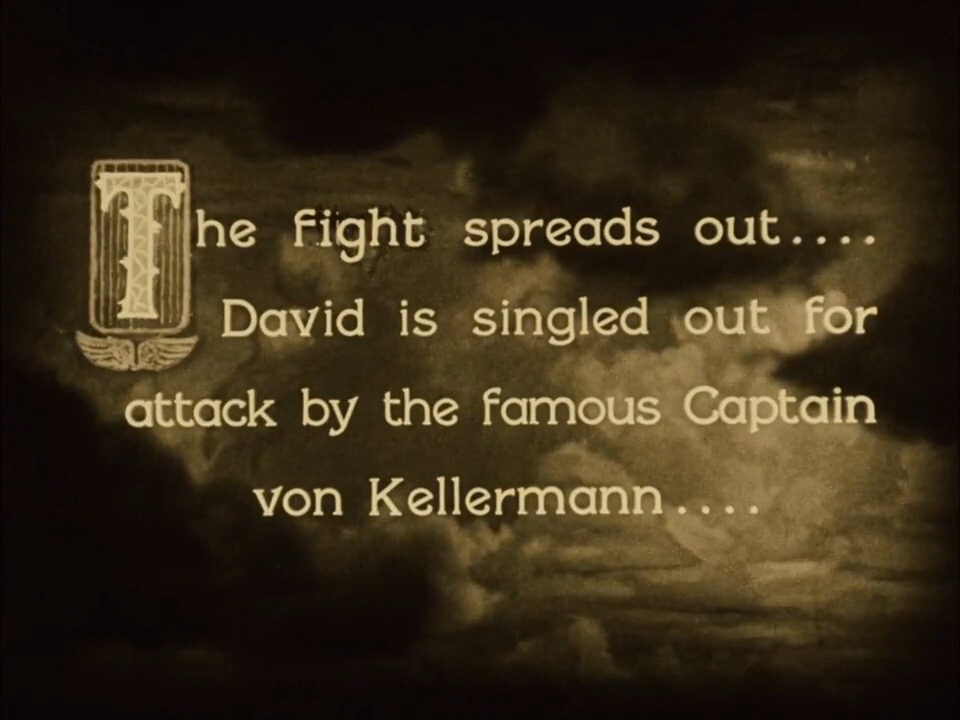 The fight spreads out....
David is singled out for
attack by the famous Captain
von Kellermann....